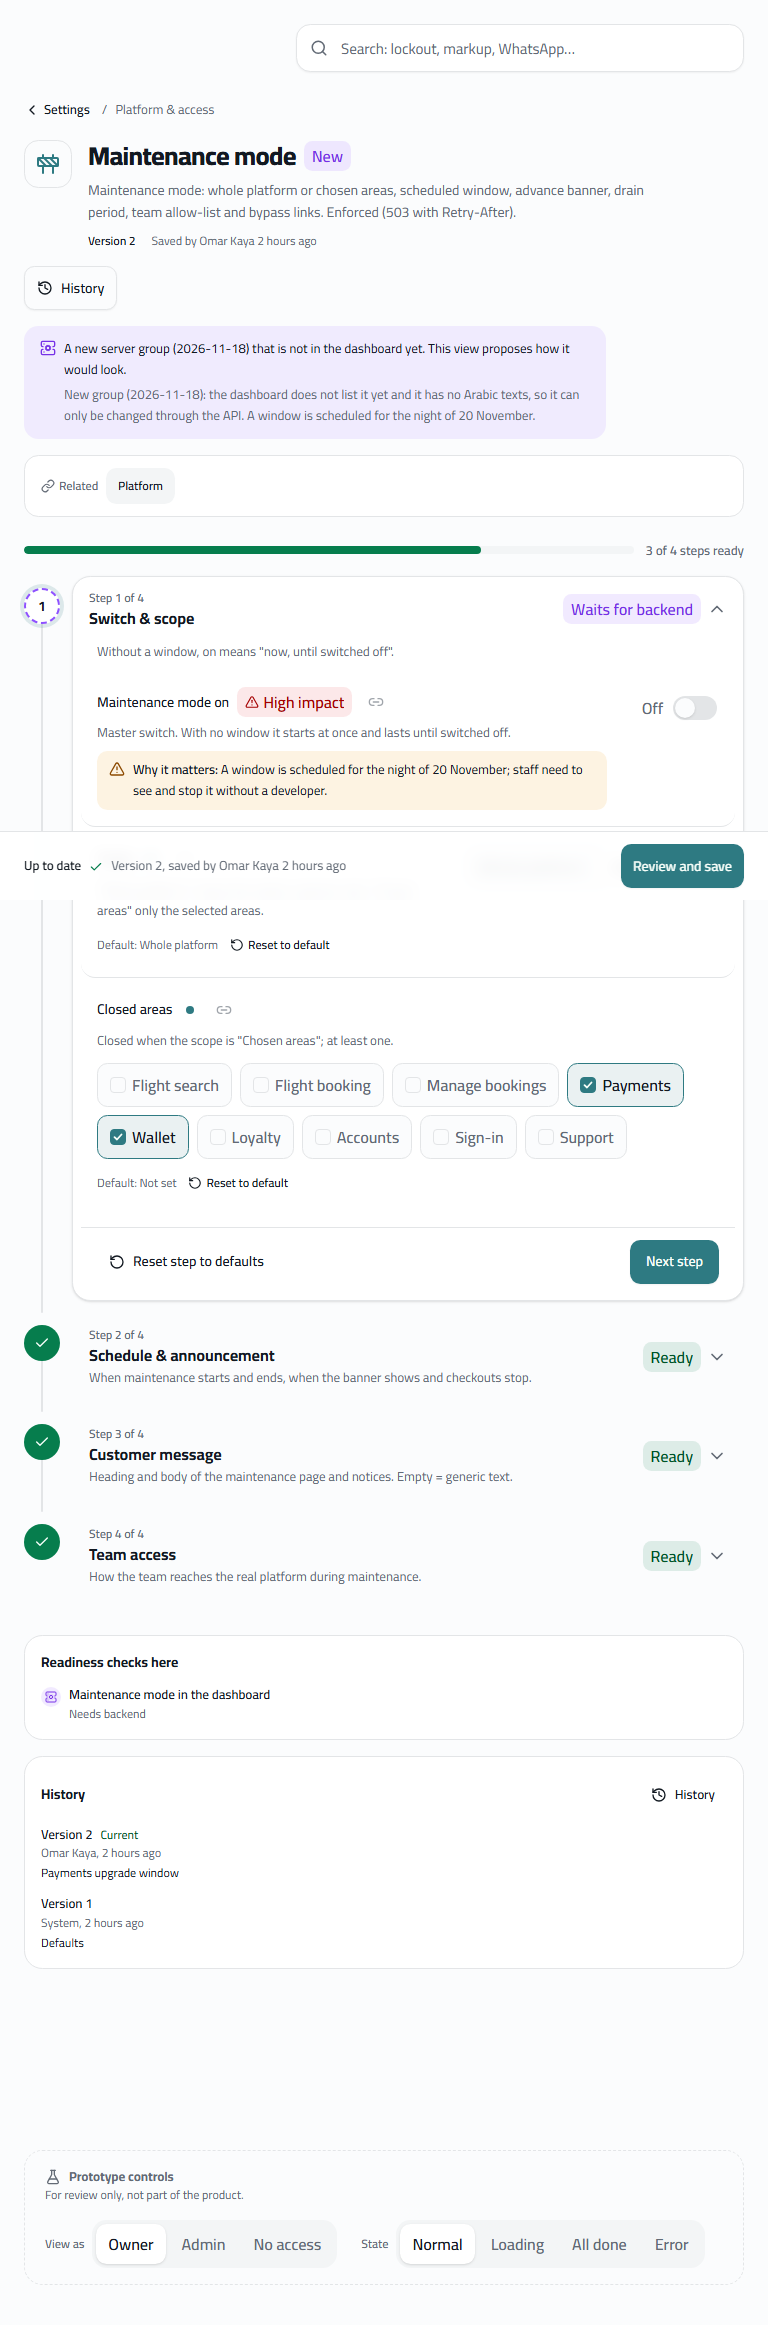 Search: lockout, markup, WhatsApp...
Settings / Platform & access
Maintenance mode New
Maintenance mode: whole platform or chosen areas, scheduled window, advance banner, drain
period, team allow-list and bypass links. Enforced (503 with Retry-After).
Version 2 Saved by Omar Kaya 2 hours ago
History
A new server group (2026-11-18) that is not in the dashboard yet. This view proposes how it
would look.
New group (2026-11-18): the dashboard does not list it yet and it has no Arabic texts, so it can
only be changed through the API. A window is scheduled for the night of 20 November.
Related Platform
3 of 4 steps ready
1
Step 1 of 4
Switch & scope
Waits for backend
Without a window, on means "now, until switched off".
Maintenance mode on High impact
Off
Master switch. With no window it starts at once and lasts until switched off.
Why it matters: A window is scheduled for the night of 20 November; staff need to
see and stop it without a developer.
Up to date Version 2, saved by Omar Kaya 2 hours ago
Review and save
areas" only the selected areas.
Default: Whole platform Reset to default
Closed areas
Closed when the scope is "Chosen areas"; at least one.
Flight search Flight booking Manage bookings Payments
Wallet Loyalty Accounts Sign-in Support
Default: Not set Reset to default
Reset step to defaults Next step
Step 2 of 4
Schedule & announcement
Ready
When maintenance starts and ends, when the banner shows and checkouts stop.
Step 3 of 4
Customer message
Ready
Heading and body of the maintenance page and notices. Empty = generic text.
Step 4 of 4
Team access
Ready
How the team reaches the real platform during maintenance.
Readiness checks here
Maintenance mode in the dashboard
Needs backend
History History
Version 2 Current
Omar Kaya, 2 hours ago
Payments upgrade window
Version 1
System, 2 hours ago
Defaults
Prototype controls
For review only, not part of the product.
View as Owner Admin No access State Normal Loading All done Error